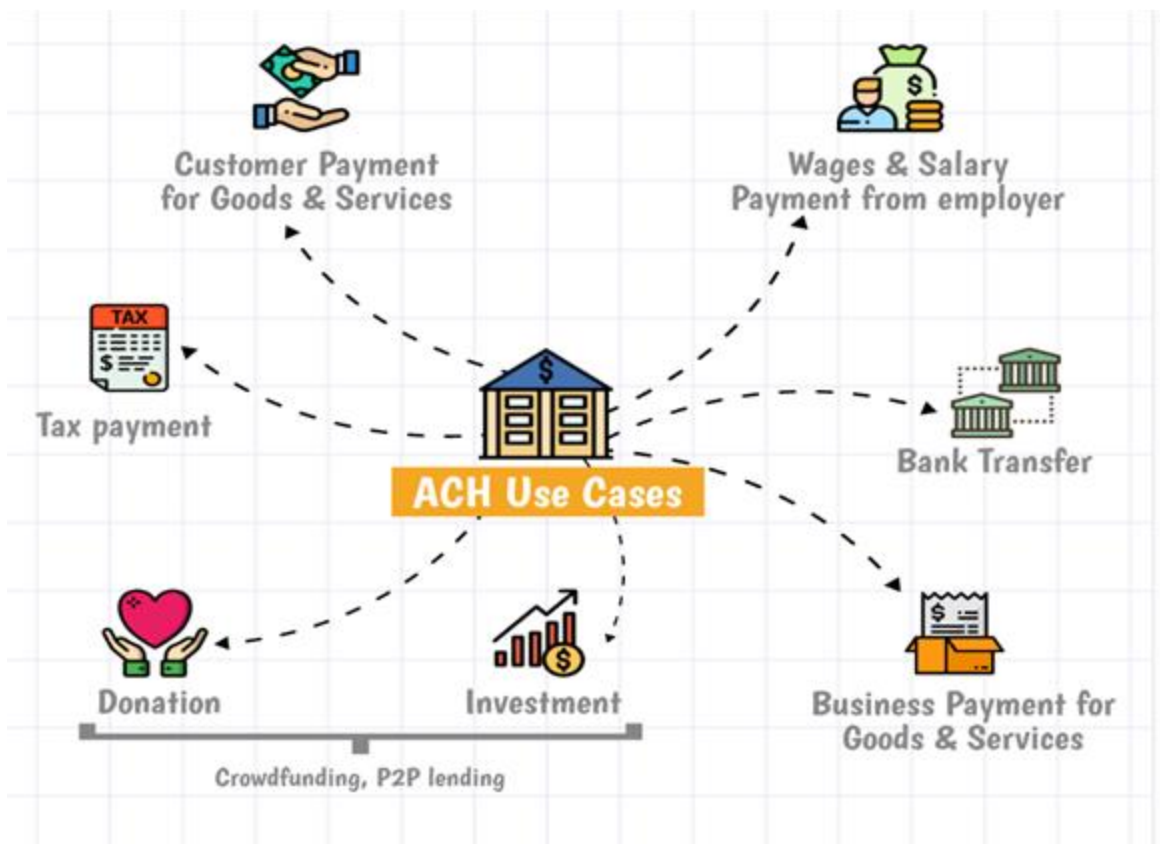 Customer Payment
for Goods & Services
$
Wages & Salary
Payment from employer
TAX
$
Tax payment
$
Bank Transfer
ACH Use Cases
Donation
$
Investment
$
Business Payment for
Goods & Services
Crowdfunding, P2P lending